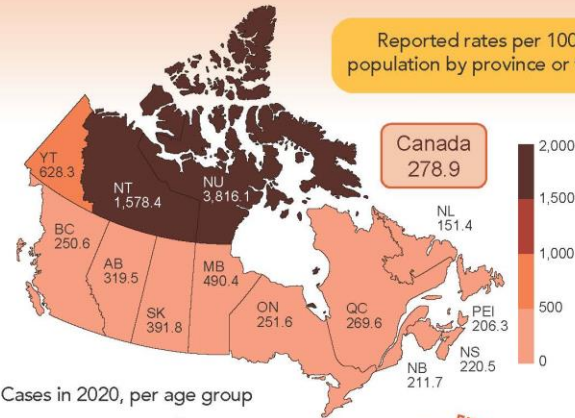 Reported rates per 100
population by province or
Canada
278.9
2,000
1,500
1,000
500
0
YT
628.3
NT
1,578.4
NU
3,816.1
NL
151.4
BC
250.6
AB
319.5
SK
391.8
MB
490.4
ON
251.6
QC
269.6
PEI
206.3
NS
220.5
NB
211.7
Cases in 2020, per age group